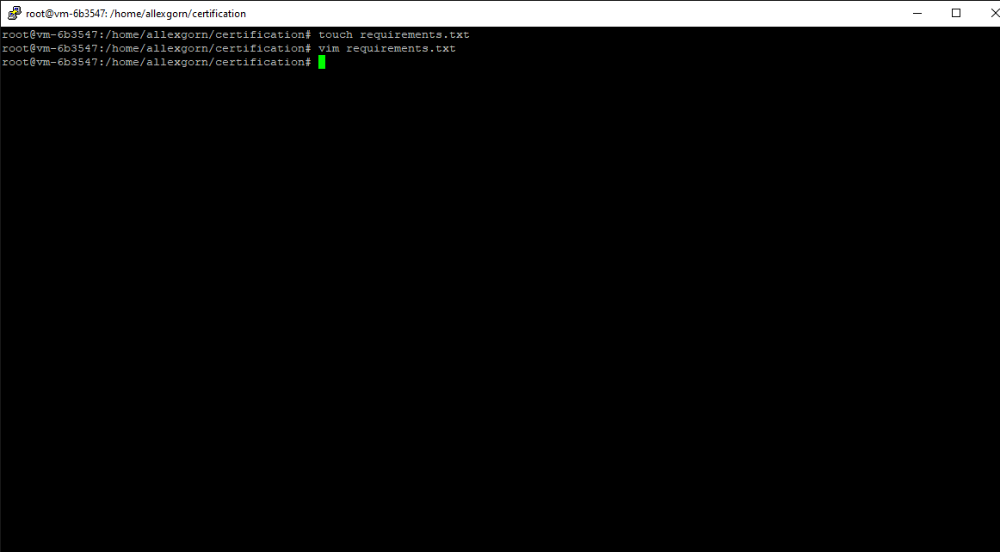 root@vm-6b3547: /home/allexgorn/certification
root@vm-6b3547:/home/allexgorn/certification# touch requirements.txt
root@vm-6b3547:/home/allexgorn/certification# vim requirements.txt
root@vm-6b3547:/home/allexgorn/certification#